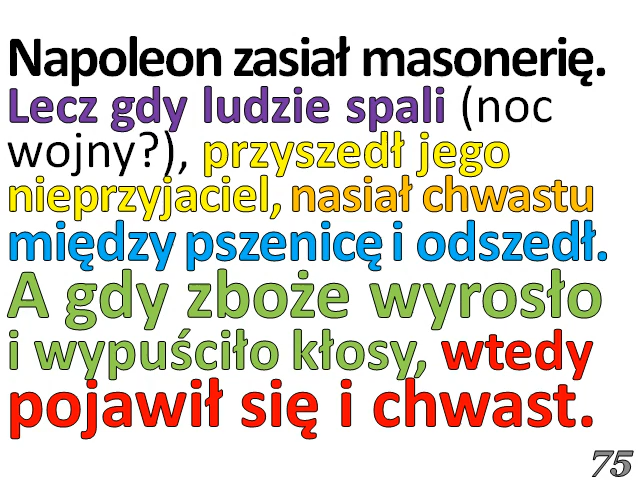 Napoleon zasiał masonerię.
Lecz gdy ludzie spali (noc
wojny?), przyszedł jego
nieprzyjaciel, nasiał chwastu
między pszenicę i odszedł.
A gdy zboże wyrosło
i wypuściło kłosy, wtedy
pojawił się i chwast.
75